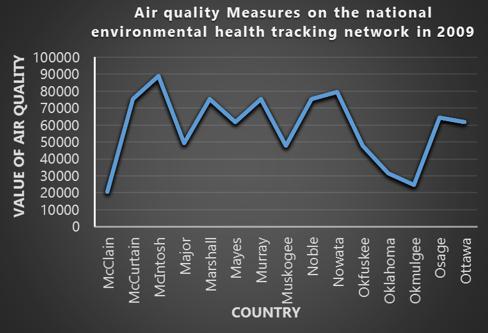 Air quality Measures on the national
environmental health tracking network in 2009
VALUE OF AIR QUALITY
100000
90000
80000
70000
60000
50000
40000
30000
20000
10000
0
McClain
McCurtain
McIntosh
Major
Marshall
Mayes
Murray
Muskogee
Noble
Nowata
Okfuskee
Oklahoma
Okmulgee
Osage
Ottawa
COUNTRY